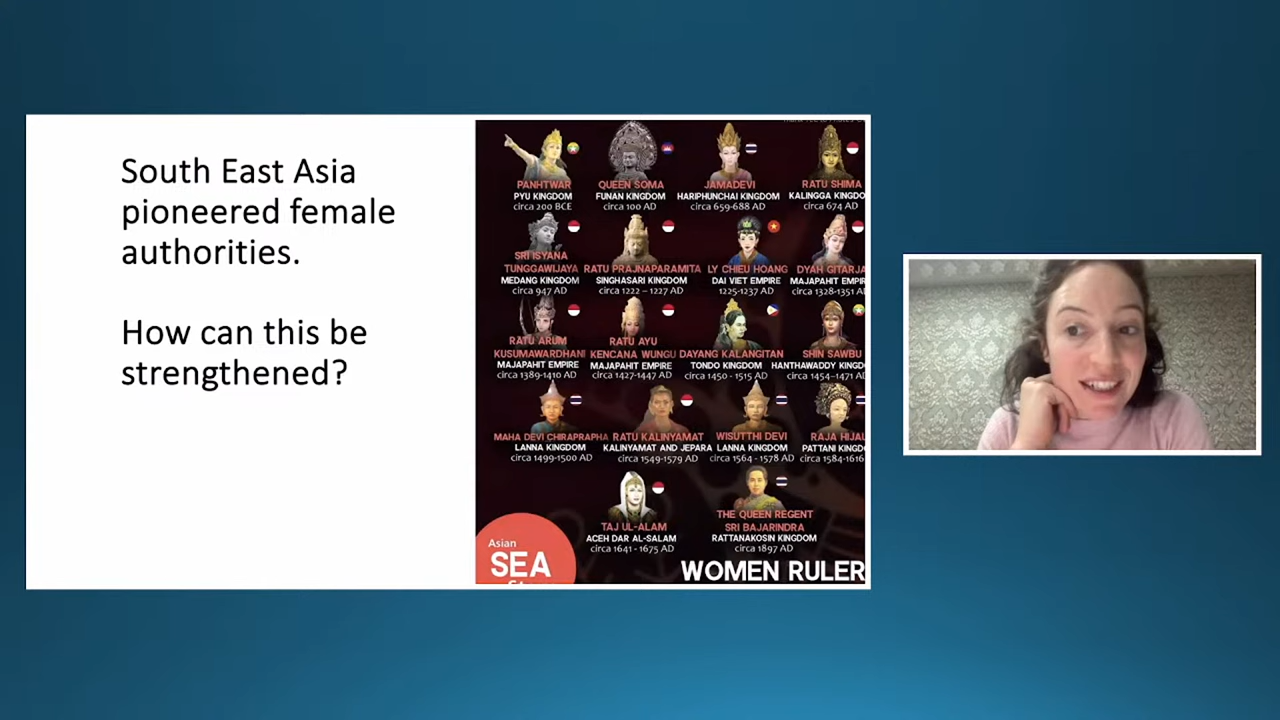 South East Asia
pioneered female
authorities.
How can this be
strengthened?
PANHTWAR
PYU KINGDOM
circa 200 BCE
QUEEN SOMA
FUNAN KINGDOM
circa 100 AD
JAMADEVI
HARIPHUNCHAI KINGDOM
circa 659-688 AD
RATU SHIMA
KALINGGA KINGDO
circa 674 AD
SRI ISYANA
TUNGGAWIJAYA
MEDANG KINGDOM
circa 947 AD
RATU PRAJNAPARAMITA
SINGHASARI KINGDOM
circa 1222 – 1227 AD
LY CHIEU HOANG
DAI VIET EMPIRE
1225-1237 AD
DYAH GITARJA
MAJAPAHIT EMPIR
circa 1328-1351 A
RATU ARUM
KUSUMAWARDHANI
MAJAPAHIT EMPIRE
circa 1389-1410 AD
RATU AYU
KENCANA WUNGU
MAJAPAHIT EMPIRE
circa 1427-1447 AD
DAYANG KALANGITAN
TONDO KINGDOM
circa 1450 - 1515 AD
SHIN SAWBU
HANTHAWADDY KINGD
circa 1454-1471 AD
MAHA DEVI CHIRAPRAPHA
LANNA KINGDOM
circa 1499-1500 AD
RATU KALINYAMAT
KALINYAMAT AND JEPARA
circa 1549-1579 AD
WISUTTHI DEVI
LANNA KINGDOM
circa 1564 - 1578 AD
RAJA HIJAU
PATTANI KINGD
circa 1584-1616
TAJ UL-ALAM
ACEH DAR AL-SALAM
circa 1641 - 1675 AD
THE QUEEN REGENT
SRI BAJARINDRA
RATTANAKOSIN KINGDOM
circa 1897 AD
Asian
SEA
WOMEN RULER